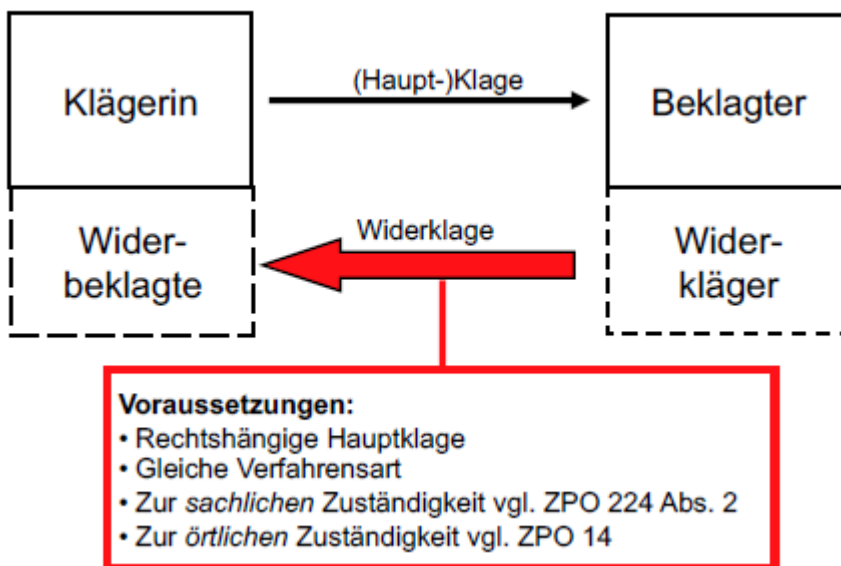 Klägerin
(Haupt-)Klage
Beklagter
Wider-
beklagte
Widerklage
Wider-
kläger
Voraussetzungen:
• Rechtshängige Hauptklage
• Gleiche Verfahrensart
• Zur sachlichen Zuständigkeit vgl. ZPO 224 Abs. 2
• Zur örtlichen Zuständigkeit vgl. ZPO 14